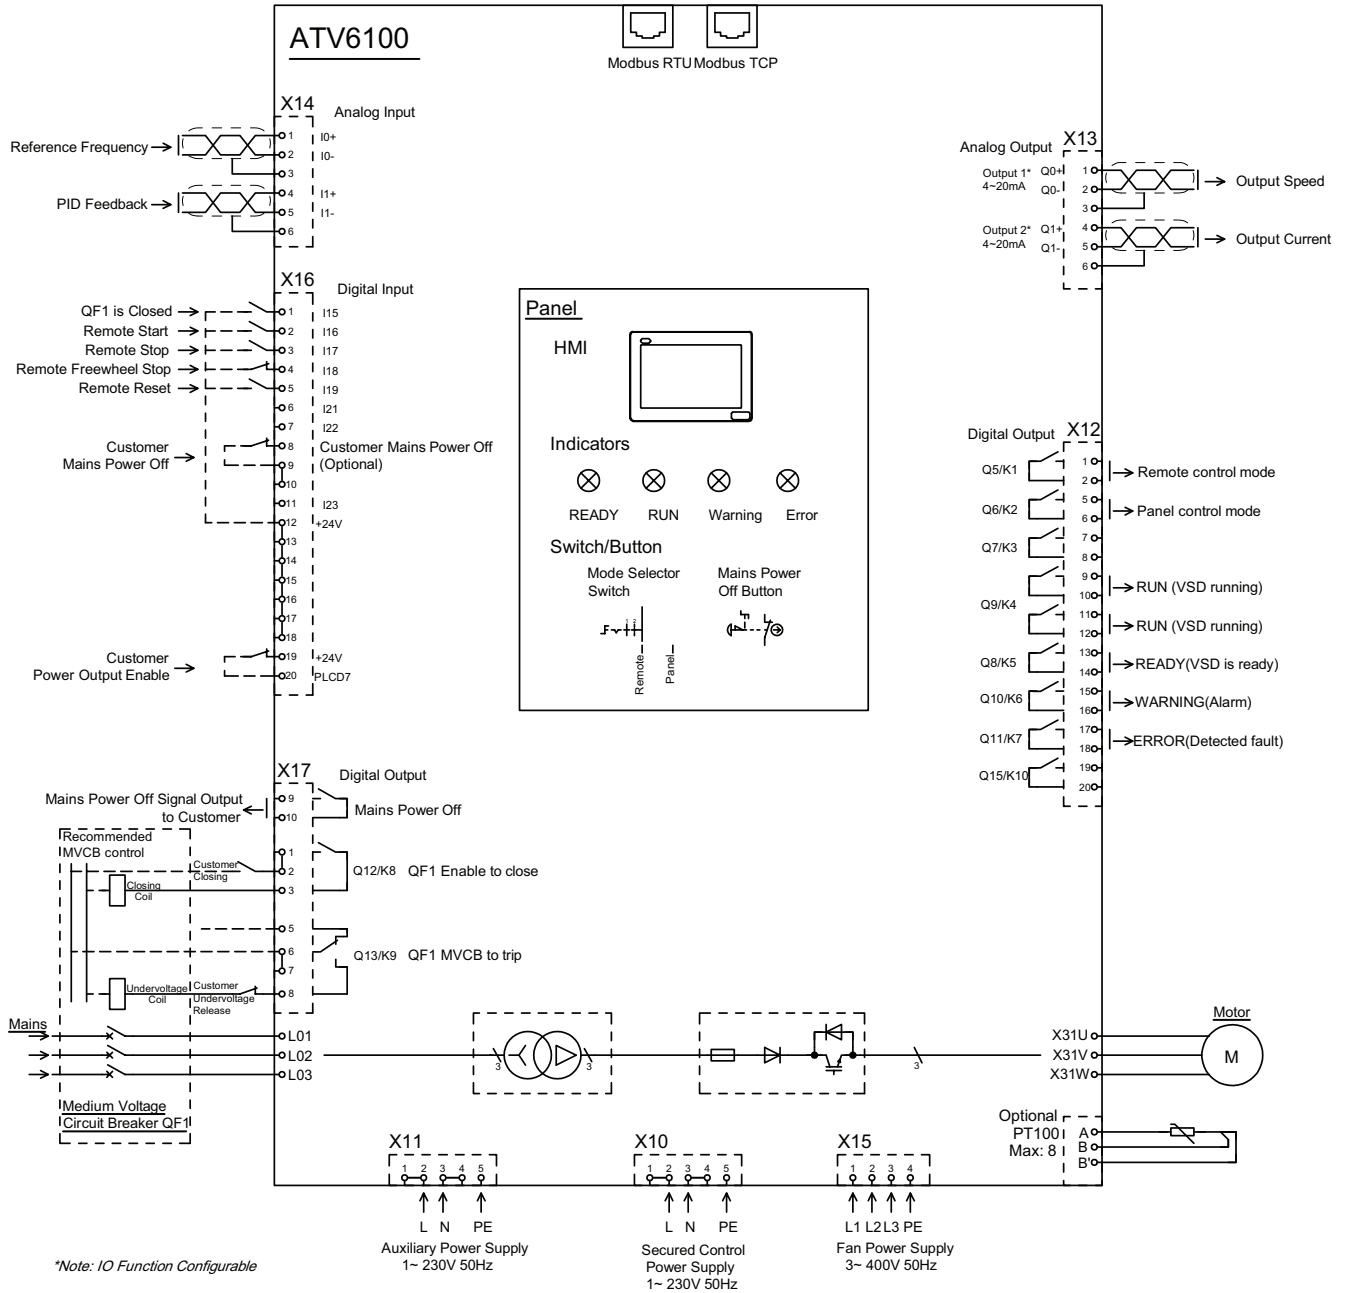 ATV6100
Modbus RTU
Modbus TCP
X14
Analog Input
Reference Frequency
1
I0+
2
I0-
3
PID Feedback
4
I1+
5
I1-
6
X16
Digital Input
QF1 is Closed
1
I15
Remote Start
2
I16
Remote Stop
3
I17
Remote Freewheel Stop
4
I18
Remote Reset
5
I19
6
I21
7
I22
Customer
Mains Power Off
8
Customer Mains Power Off
9
(Optional)
10
11
I23
12
+24V
13
14
15
16
17
18
Customer
Power Output Enable
19
+24V
20
PLCD7
X17
Digital Output
Mains Power Off Signal Output
to Customer
9
10
Mains Power Off
Recommended
MVCB control
1
Customer
Closing
2
Q12/K8
QF1 Enable to close
Closing
Coil
3
5
6
Q13/K9
QF1 MVCB to trip
7
Undervoltage
Coil
Customer
Undervoltage
Release
8
Mains
L01
L02
L03
Medium Voltage
Circuit Breaker QF1
3
3
3
Panel
HMI
Indicators
READY
RUN
Warning
Error
Switch/Button
Mode Selector
Switch
Mains Power
Off Button
1
2
Remote
Panel
X13
Analog Output
Output 1*
4~20mA
Q0+
1
Q0-
2
3
Output Speed
Output 2*
4~20mA
Q1+
4
Q1-
5
6
Output Current
X12
Digital Output
Q5/K1
1
2
Remote control mode
Q6/K2
5
6
Panel control mode
Q7/K3
7
8
Q9/K4
9
10
RUN (VSD running)
11
12
RUN (VSD running)
Q8/K5
13
14
READY(VSD is ready)
Q10/K6
15
16
WARNING(Alarm)
Q11/K7
17
18
ERROR(Detected fault)
Q15/K10
19
20
Motor
X31U
X31V
X31W
M
Optional
PT100
Max: 8
A
B
B'
X11
1 2 3 4 5
L N PE
Auxiliary Power Supply
1~ 230V 50Hz
X10
1 2 3 4 5
L N PE
Secured Control
Power Supply
1~ 230V 50Hz
X15
1 2 3 4
L1 L2 L3 PE
Fan Power Supply
3~ 400V 50Hz
*Note: IO Function Configurable